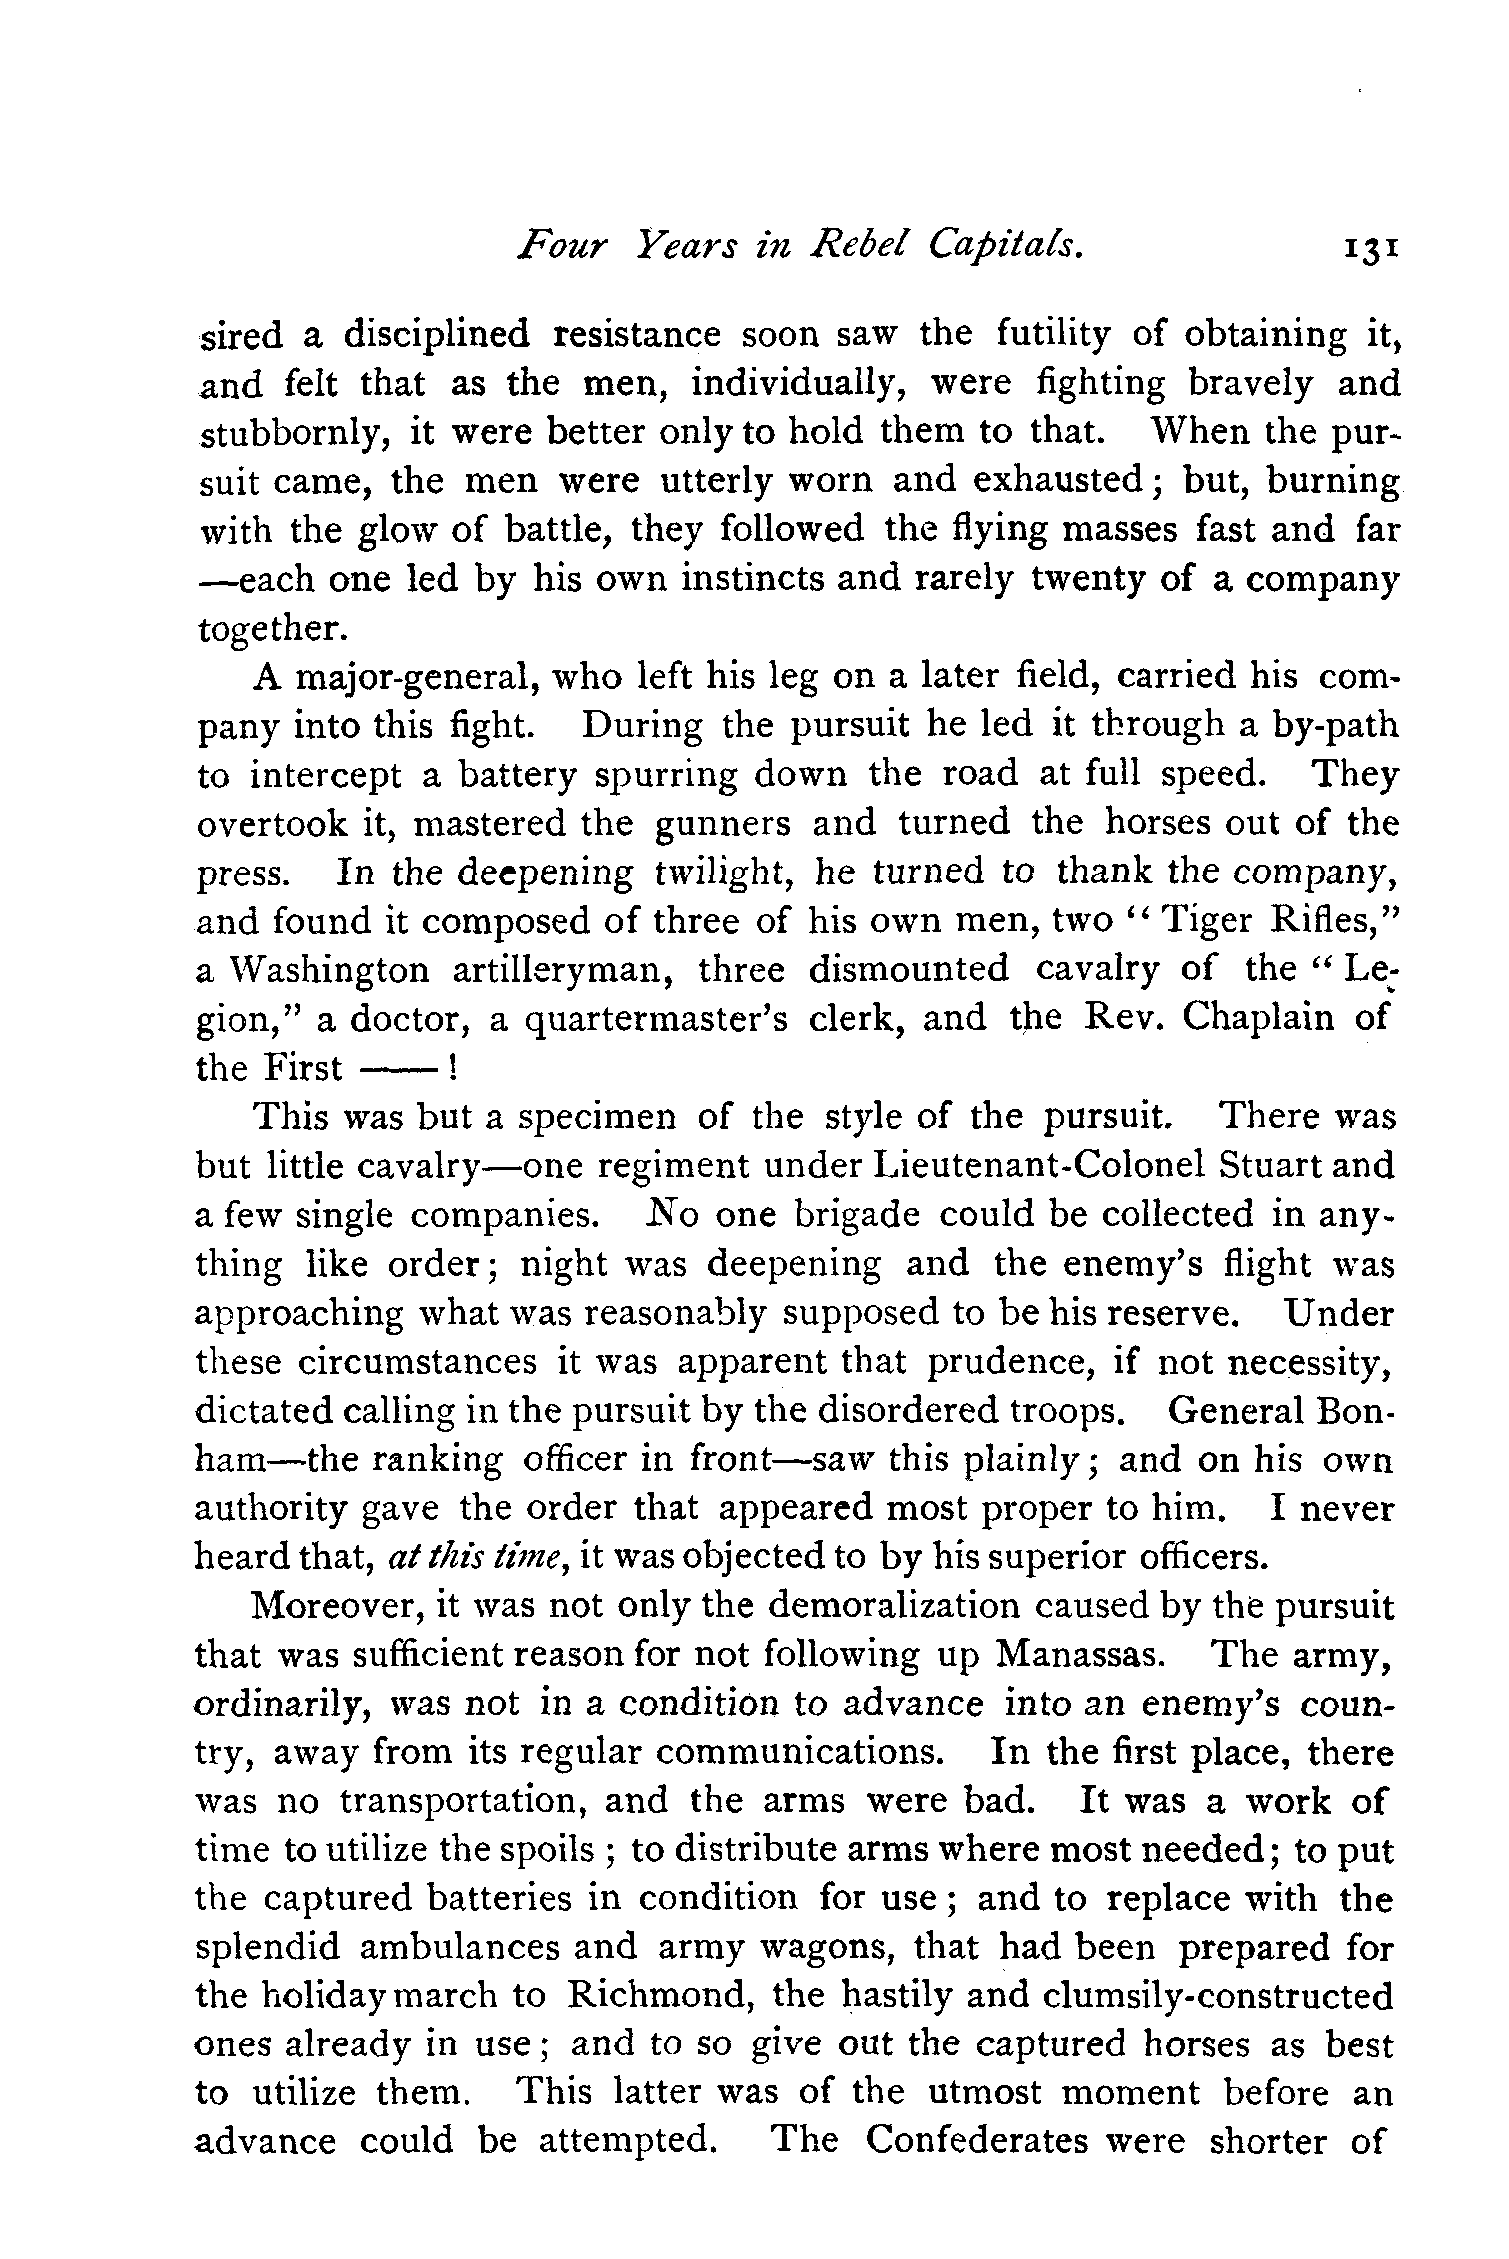 Four Years in Rebel Capitals. 131
sired a disciplined resistance soon saw the futility of obtaining it,
and felt that as the men, individually, were fighting bravely and
stubbornly, it were better only to hold them to that. When the pur-
suit came, the men were utterly worn and exhausted; but, burning
with the glow of battle, they followed the flying masses fast and far
—each one led by his own instincts and rarely twenty of a company
together.
A major-general, who left his leg on a later field, carried his com-
pany into this fight. During the pursuit he led it through a by-path
to intercept a battery spurring down the road at full speed. They
overtook it, mastered the gunners and turned the horses out of the
press. In the deepening twilight, he turned to thank the company,
and found it composed of three of his own men, two "Tiger Rifles,"
a Washington artilleryman, three dismounted cavalry of the "Le-
gion," a doctor, a quartermaster's clerk, and the Rev. Chaplain of
the First ——!
This was but a specimen of the style of the pursuit. There was
but little cavalry—one regiment under Lieutenant-Colonel Stuart and
a few single companies. No one brigade could be collected in any-
thing like order; night was deepening and the enemy's flight was
approaching what was reasonably supposed to be his reserve. Under
these circumstances it was apparent that prudence, if not necessity,
dictated calling in the pursuit by the disordered troops. General Bon-
ham—the ranking officer in front—saw this plainly; and on his own
authority gave the order that appeared most proper to him. I never
heard that, at this time, it was objected to by his superior officers.
Moreover, it was not only the demoralization caused by the pursuit
that was sufficient reason for not following up Manassas. The army,
ordinarily, was not in a condition to advance into an enemy's coun-
try, away from its regular communications. In the first place, there
was no transportation, and the arms were bad. It was a work of
time to utilize the spoils; to distribute arms where most needed; to put
the captured batteries in condition for use; and to replace with the
splendid ambulances and army wagons, that had been prepared for
the holiday march to Richmond, the hastily and clumsily-constructed
ones already in use; and to so give out the captured horses as best
to utilize them. This latter was of the utmost moment before an
advance could be attempted. The Confederates were shorter of